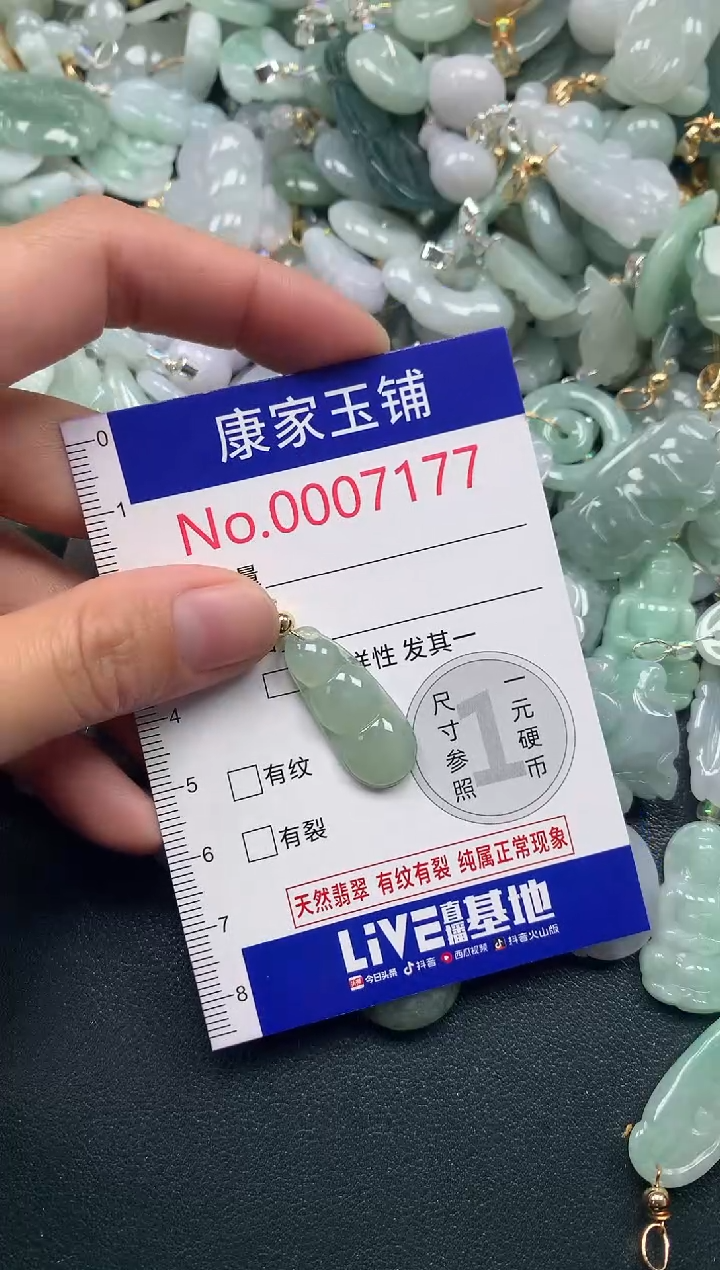 康家玉铺
No.0007177
0
1
量
样性 发其一
4
5
6
7
8
有纹
有裂
1
尺寸参照
一元硬币
天然翡翠 有纹有裂 纯属正常现象
LiVE直播基地
今日头条 抖音 西瓜视频 抖音火山版